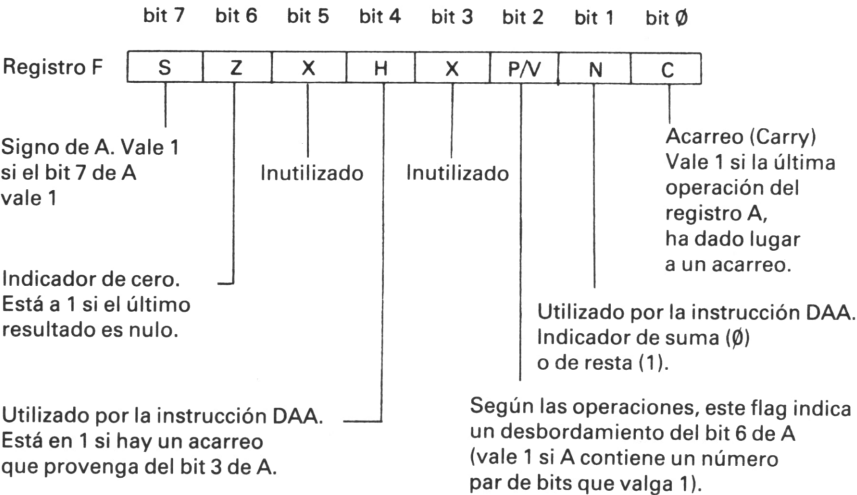 bit 7 bit 6 bit 5 bit 4 bit 3 bit 2 bit 1 bit Ø
Registro F S Z X H X P/V N C
Signo de A. Vale 1
si el bit 7 de A
vale 1
Inutilizado
Inutilizado
Acarreo (Carry)
Vale 1 si la última
operación del
registro A,
ha dado lugar
a un acarreo.
Indicador de cero.
Está a 1 si el último
resultado es nulo.
Utilizado por la instrucción DAA.
Indicador de suma (Ø)
o de resta (1).
Utilizado por la instrucción DAA.
Está en 1 si hay un acarreo
que provenga del bit 3 de A.
Según las operaciones, este flag indica
un desbordamiento del bit 6 de A
(vale 1 si A contiene un número
par de bits que valga 1).